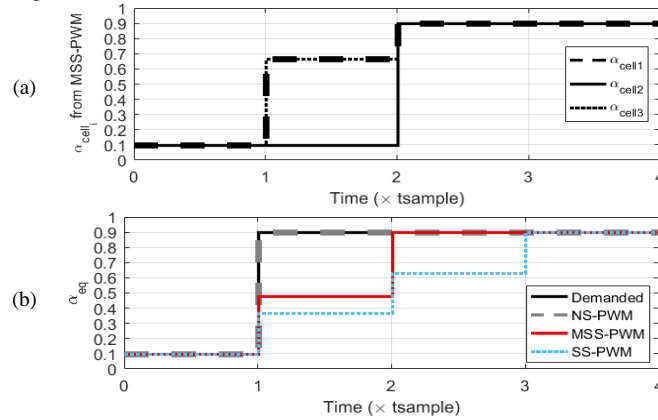 (a)
α_cell_i from MSS-PWM
0.9
0.8
0.7
0.6
0.5
0.4
0.3
0.2
0.1
0
α_cell1
α_cell2
α_cell3
0 1 2 3 4
Time (× tsample)
(b)
α_eq
0.9
0.8
0.7
0.6
0.5
0.4
0.3
0.2
0.1
0
Demanded
NS-PWM
MSS-PWM
SS-PWM
0 1 2 3 4
Time (× tsample)